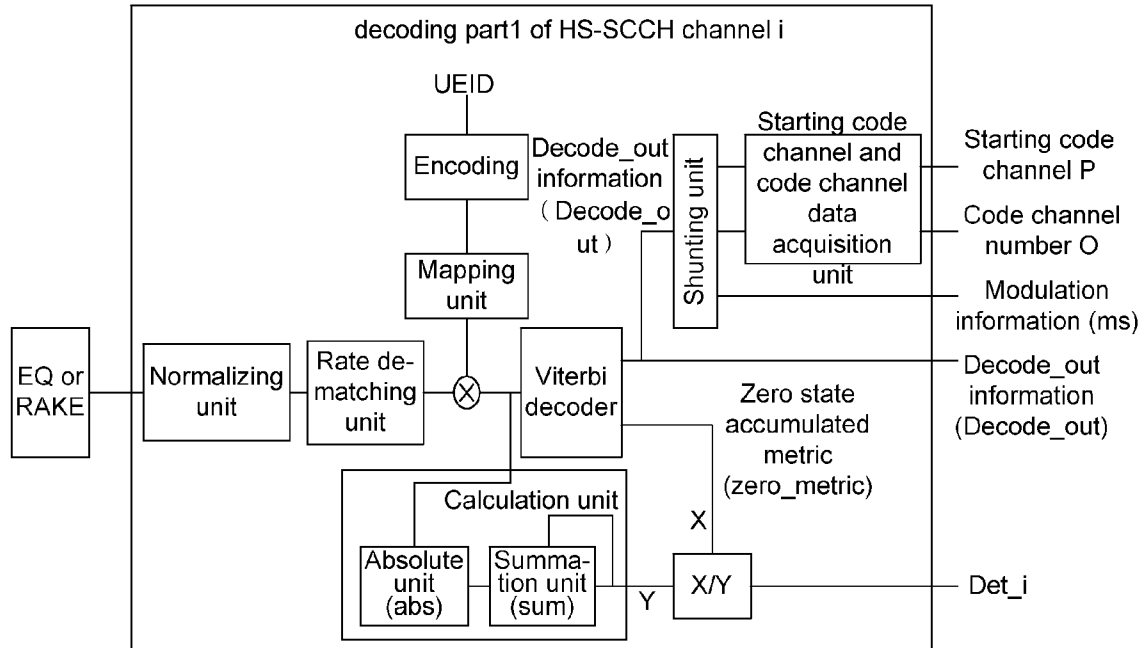 decoding part1 of HS-SCCH channel i
UEID
Encoding
Mapping
unit
Decode_out
information
( Decode_o
ut )
Shunting unit
Starting code
channel and
code channel
data
acquisition
unit
Starting code
channel P
Code channel
number O
Modulation
information (ms)
Decode_out
information
(Decode_out)
EQ or
RAKE
Normalizing
unit
Rate de-
matching
unit
X
Viterbi
decoder
Zero state
accumulated
metric
(zero_metric)
X
Calculation unit
Absolute
unit
(abs)
Summa-
tion unit
(sum)
Y
X/Y
Det_i